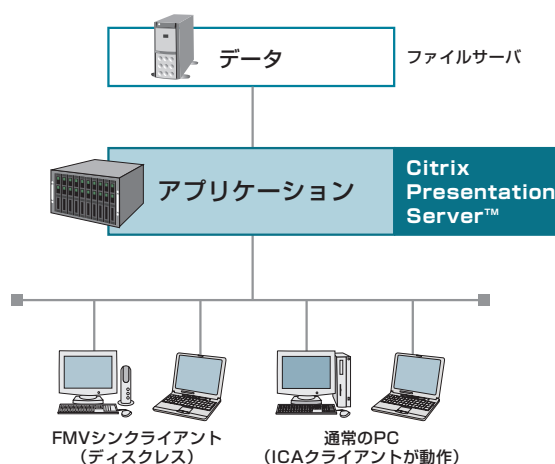 データ
ファイルサーバ
アプリケーション
Citrix
Presentation
Server™
FMVシンクライアント
（ディスクレス）
通常のPC
（ICAクライアントが動作）